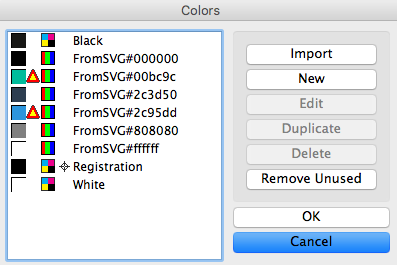 Colors
Black
FromSVG#000000
FromSVG#00bc9c
FromSVG#2c3d50
FromSVG#2c95dd
FromSVG#808080
FromSVG#ffffff
Registration
White
Import
New
Edit
Duplicate
Delete
Remove Unused
OK
Cancel